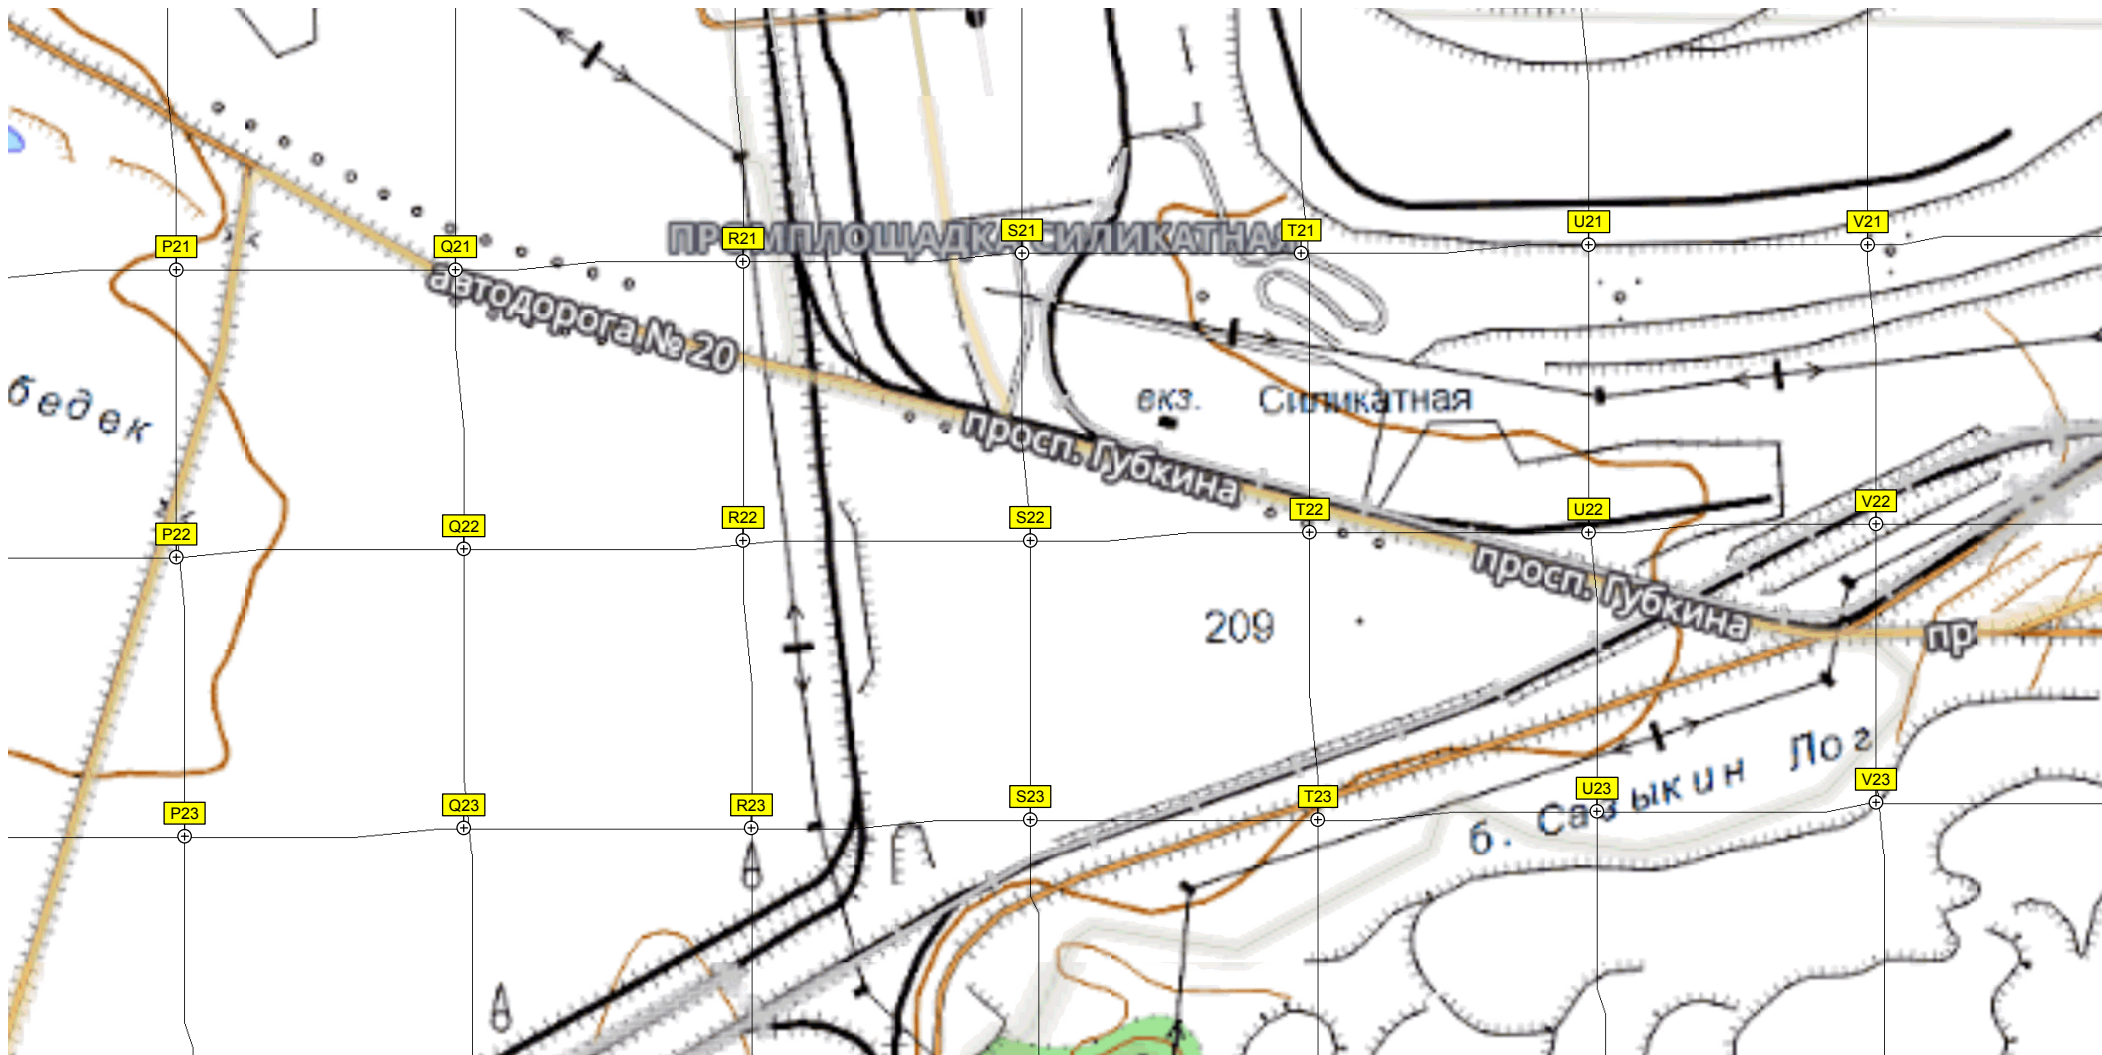 ПРОМПЛОЩАДКА СИЛИКАТНАЯ
P21
Q21
R21
S21
T21
U21
V21
автодорога № 20
бедек
вкз. Силикатная
просп. Губкина
P22
Q22
R22
S22
T22
U22
V22
просп. Губкина
209
пр
б. Сазыкин Лог
P23
Q23
R23
S23
T23
U23
V23